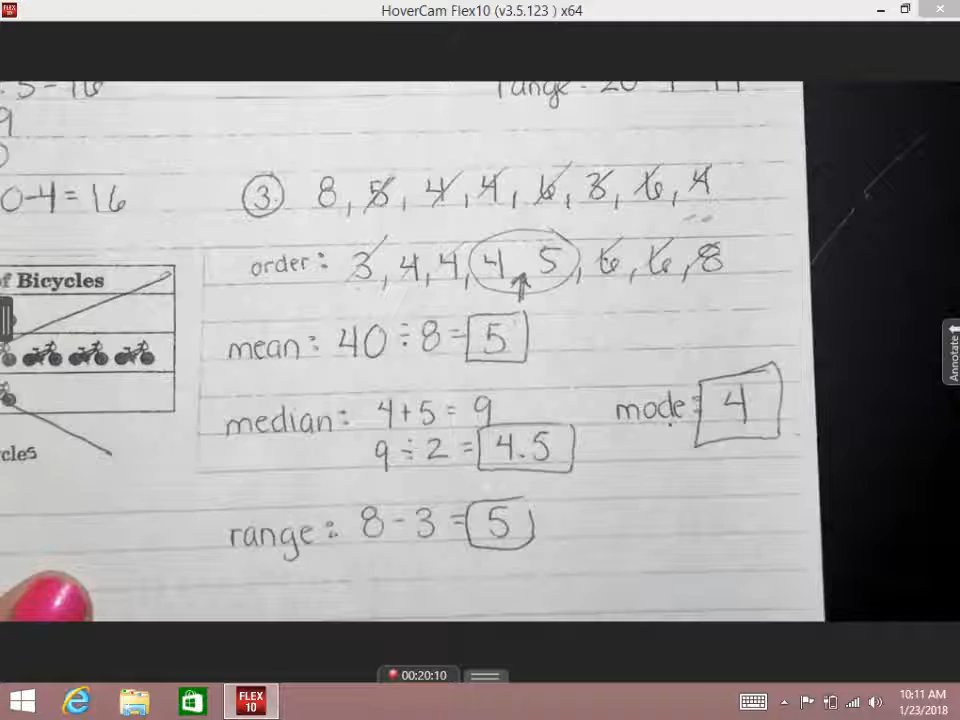 HoverCam Flex10 (v3.5.123 ) x64
range: 20
9
0-4=16
③ 8, 5, 4, 4, 6, 3, 6, 4
order: 3, 4, 4, 4, 5, 6, 6, 8
of Bicycles
mean: 40 ÷ 8 = 5
median: 4+5 = 9
9 ÷ 2 = 4.5
mode: 4
cles
range: 8 - 3 = 5
Annotate
00:20:10
FLEX 10
10:11 AM
1/23/2018